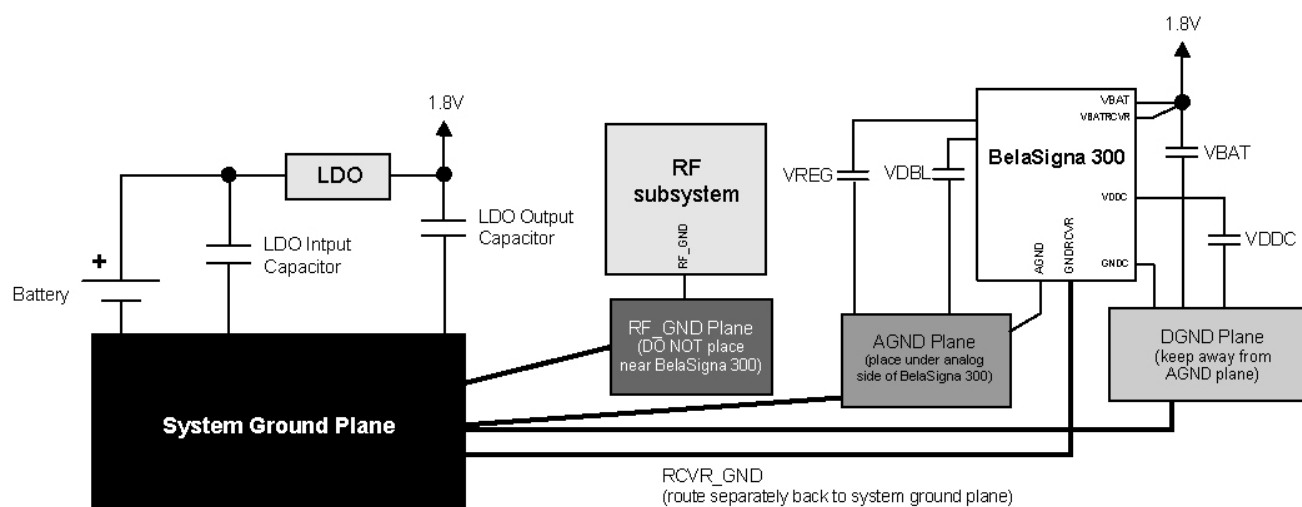 1.8V
LDO
LDO Intput
Capacitor
LDO Output
Capacitor
+
Battery
System Ground Plane
RF
subsystem
RF_GND
RF_GND Plane
(DO NOT place
near BelaSigna 300)
VREG
VDBL
AGND Plane
(place under analog
side of BelaSigna 300)
1.8V
VBAT
VBATRCVR
BelaSigna 300
VDDC
AGND
GNDRCVR
GNDC
VBAT
VDDC
DGND Plane
(keep away from
AGND plane)
RCVR_GND
(route separately back to system ground plane)